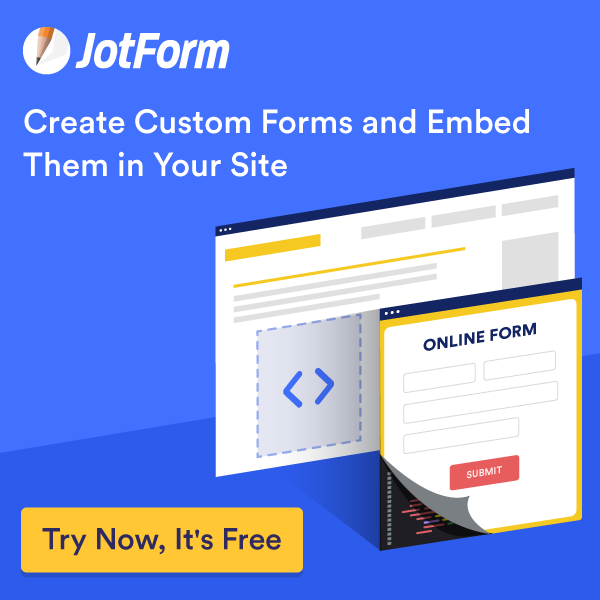 JotForm
Create Custom Forms and Embed
Them in Your Site
ONLINE FORM
SUBMIT
Try Now, It's Free